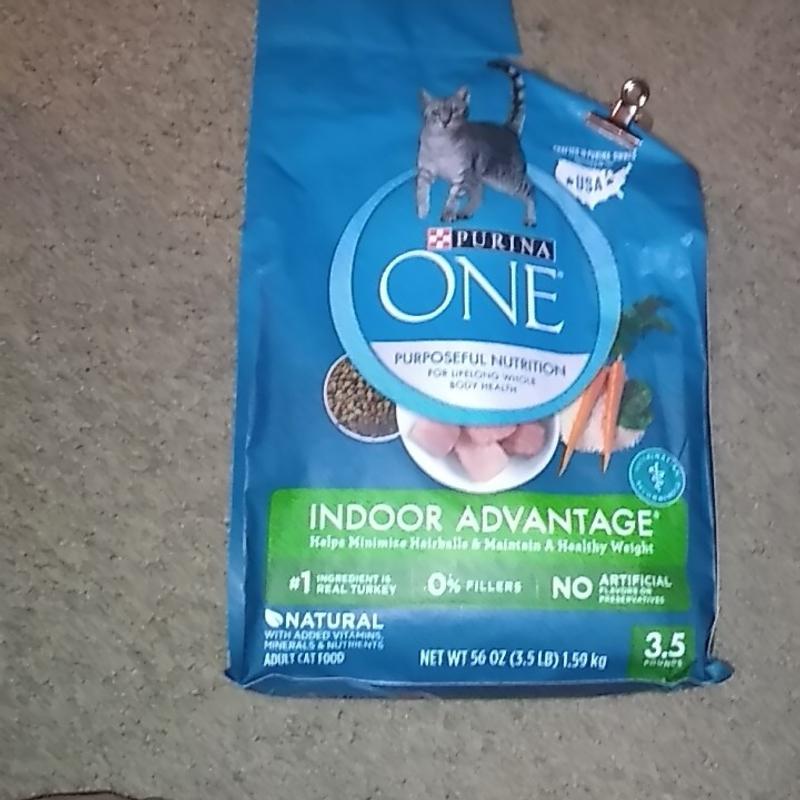 USA
PURINA
ONE
PURPOSEFUL NUTRITION
FOR LIFELONG WHOLE
BODY HEALTH
INDOOR ADVANTAGE
Helps Minimize Hairballs & Maintain A Healthy Weight
#1 INGREDIENT IS REAL TURKEY
0% FILLERS
NO ARTIFICIAL FLAVORS OR PRESERVATIVES
NATURAL
WITH ADDED VITAMINS,
MINERALS & NUTRIENTS
ADULT CAT FOOD
NET WT 56 OZ (3.5 LB) 1.59 kg
3.5
POUNDS